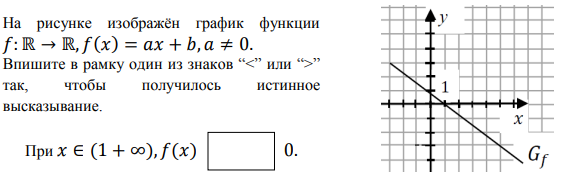 На рисунке изображён график функции
f: ℝ → ℝ, f(x) = ax + b, a ≠ 0.
Впишите в рамку один из знаков “<” или “>”
так, чтобы получилось истинное
высказывание.
При x ∈ (1 + ∞), f(x) 0.
y
1
x
G_f